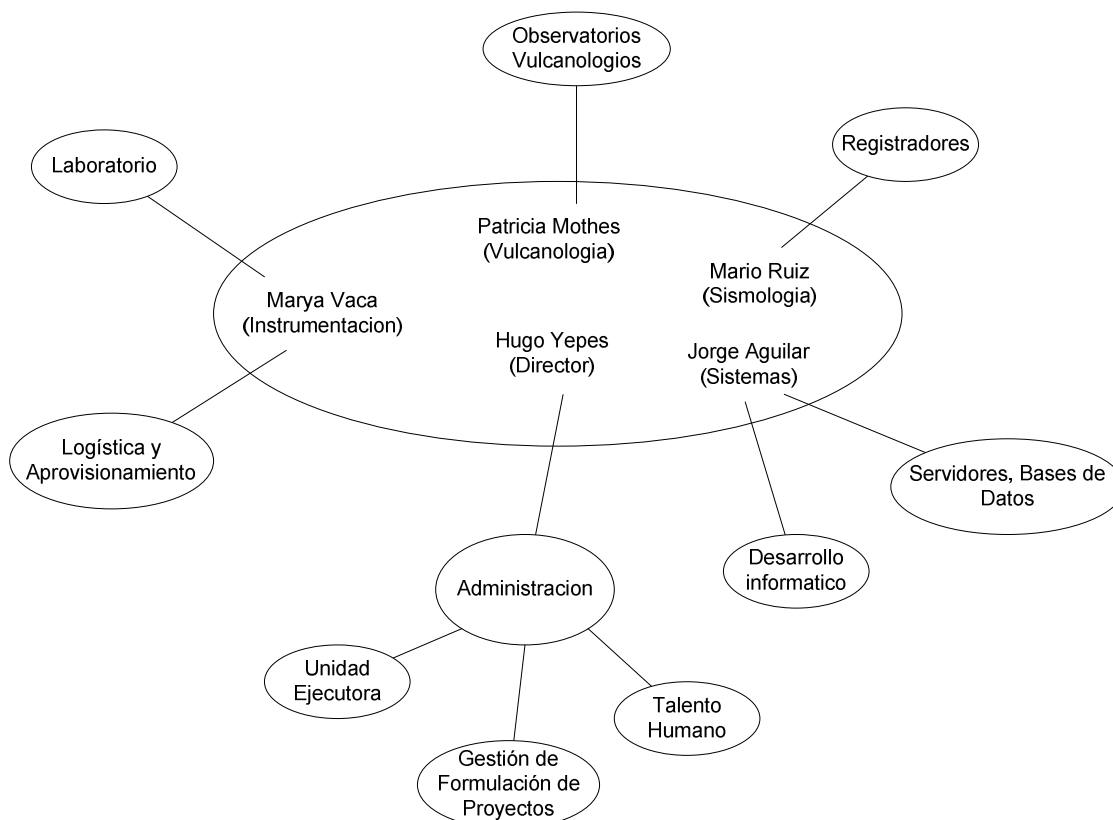 Observatorios
Vulcanologios
Registradores
Laboratorio
Patricia Mothes
(Vulcanologia)
Mario Ruiz
(Sismologia)
Marya Vaca
(Instrumentacion)
Hugo Yepes
(Director)
Jorge Aguilar
(Sistemas)
Logística y
Aprovisionamiento
Servidores, Bases de
Datos
Desarrollo
informatico
Administracion
Unidad
Ejecutora
Talento
Humano
Gestión de
Formulación de
Proyectos